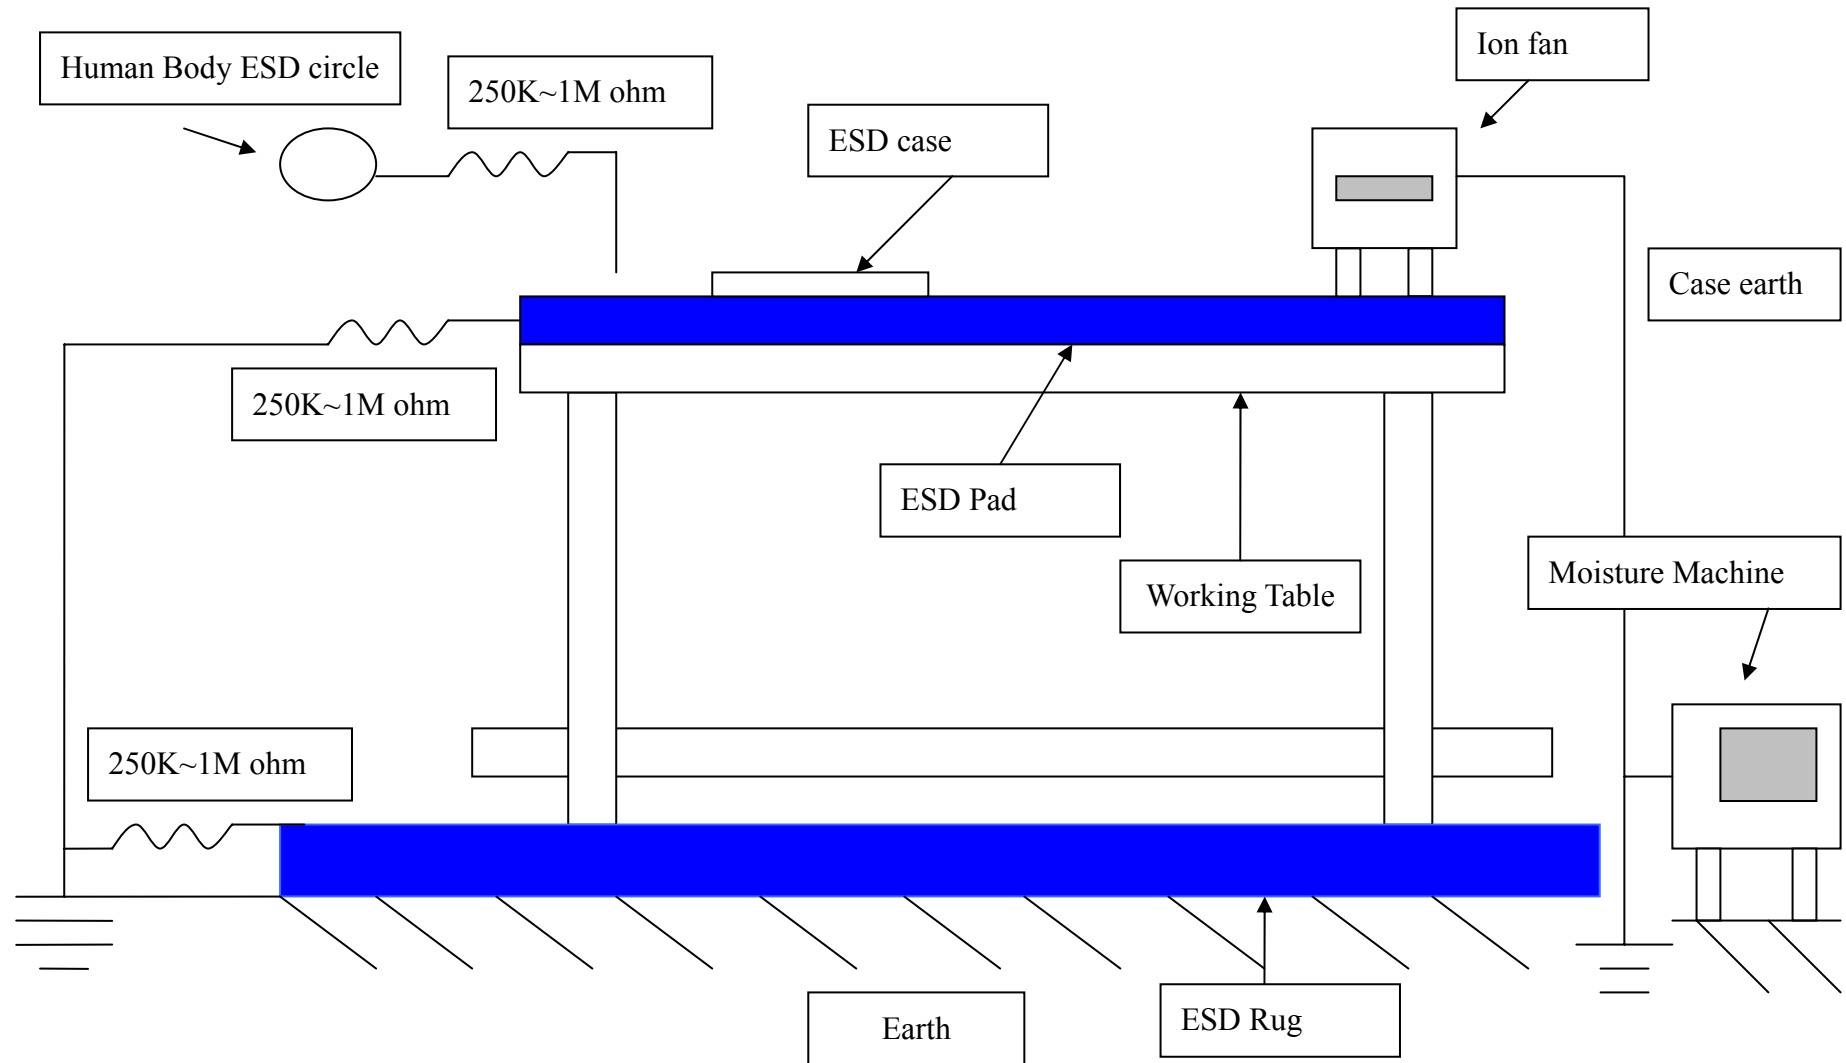 Ion fan
Human Body ESD circle
250K~1M ohm
ESD case
Case earth
250K~1M ohm
ESD Pad
Moisture Machine
Working Table
250K~1M ohm
Earth
ESD Rug